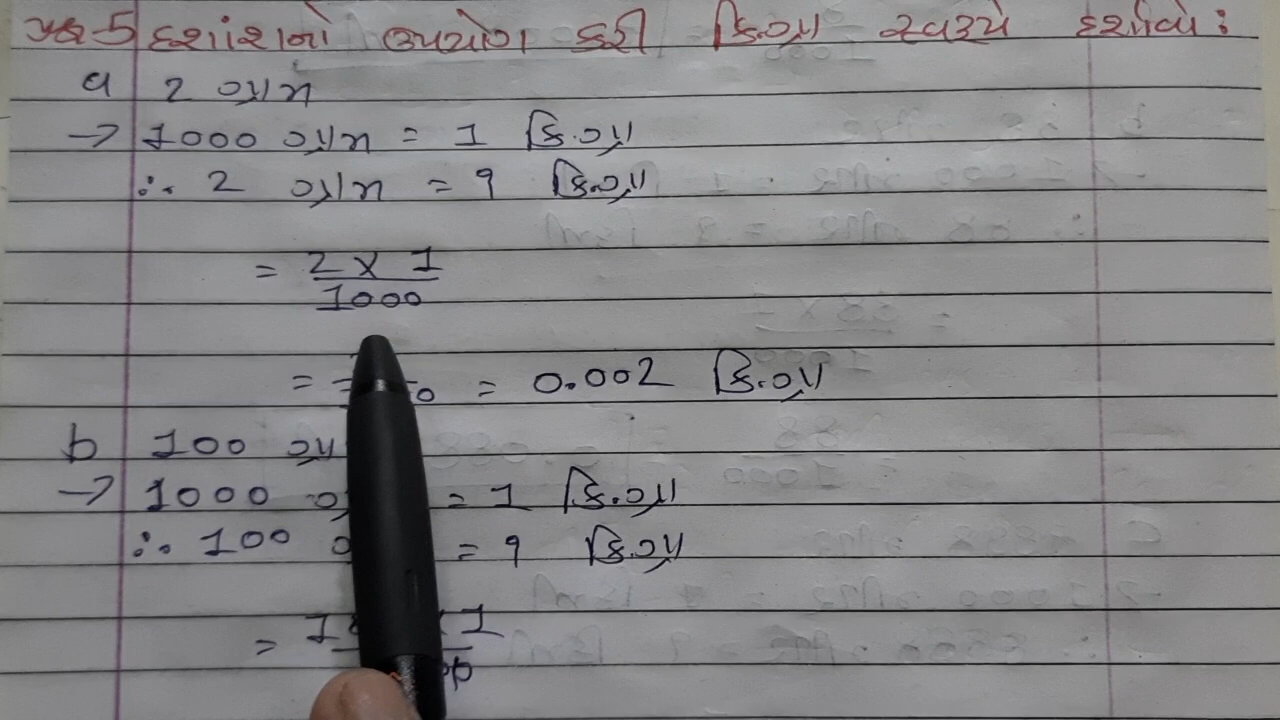 પ્રશ્ન-5 દશાંશનો ઉપયોગ કરી કિ.ગ્રા સ્વરૂપે દર્શાવો:
a 2 ગ્રામ
→ 1000 ગ્રામ = 1 કિ.ગ્રા
∴ 2 ગ્રામ = ? કિ.ગ્રા
= 2 × 1
1000
= = 0.002 કિ.ગ્રા
b 100
→ 1000 = 1 કિ.ગ્રા
∴ 100 = ? કિ.ગ્રા
= 1